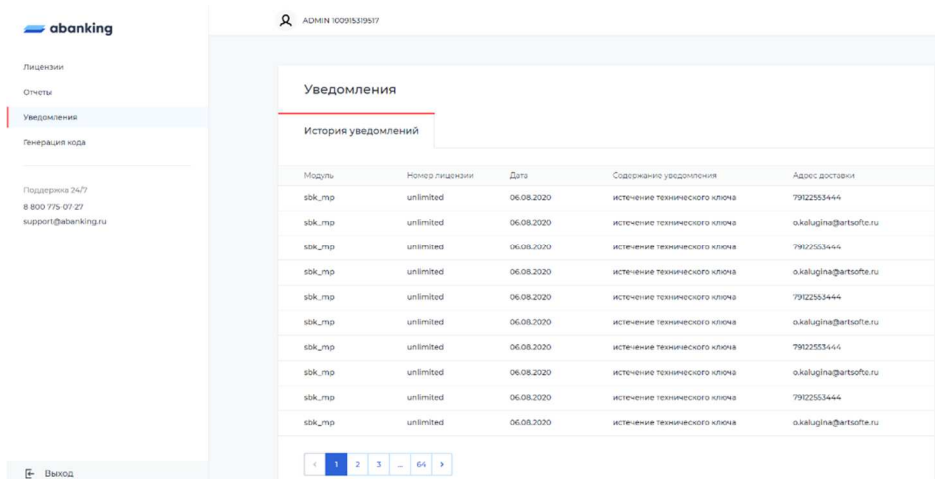 abanking
ADMIN 100915319517
Лицензии
Отчеты
Уведомления
Генерация кода
Поддержка 24/7
8 800 775-07-27
support@abanking.ru
Выход
Уведомления
История уведомлений
Модуль Номер лицензии Дата Содержание уведомления Адрес доставки
sbk_mp unlimited 06.08.2020 истечение технического ключа 79122553444
sbk_mp unlimited 06.08.2020 истечение технического ключа o.kalugina@artsofte.ru
sbk_mp unlimited 06.08.2020 истечение технического ключа 79122553444
sbk_mp unlimited 06.08.2020 истечение технического ключа o.kalugina@artsofte.ru
sbk_mp unlimited 06.08.2020 истечение технического ключа 79122553444
sbk_mp unlimited 06.08.2020 истечение технического ключа o.kalugina@artsofte.ru
sbk_mp unlimited 06.08.2020 истечение технического ключа 79122553444
sbk_mp unlimited 06.08.2020 истечение технического ключа o.kalugina@artsofte.ru
sbk_mp unlimited 06.08.2020 истечение технического ключа 79122553444
sbk_mp unlimited 06.08.2020 истечение технического ключа o.kalugina@artsofte.ru
< 1 2 3 ... 64 >